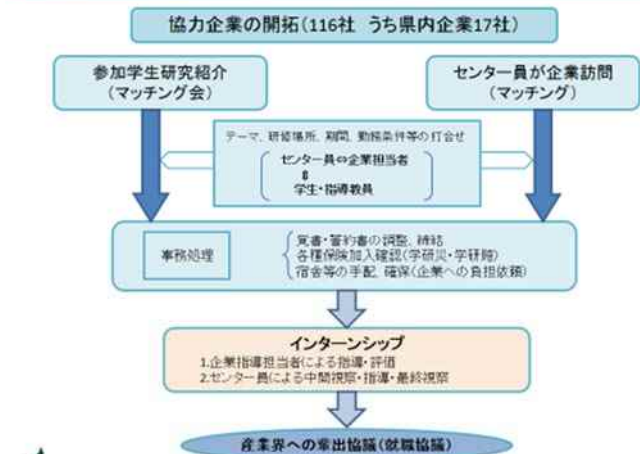 協力企業の開拓(116社 うち県内企業17社)
参加学生研究紹介
(マッチング会)
センター員が企業訪問
(マッチング)
テーマ、研修場所、期間、勤務条件等の打合せ
センター員⇔企業担当者
⇕
学生・指導教員
事務処理
覚書・誓約書の調整、締結
各種保険加入確認(学研災・学研賠)
宿舎等の手配、確保(企業への負担依頼)
インターンシップ
1.企業指導担当者による指導・評価
2.センター員による中間視察・指導・最終視察
産業界への輩出協議(就職協議)